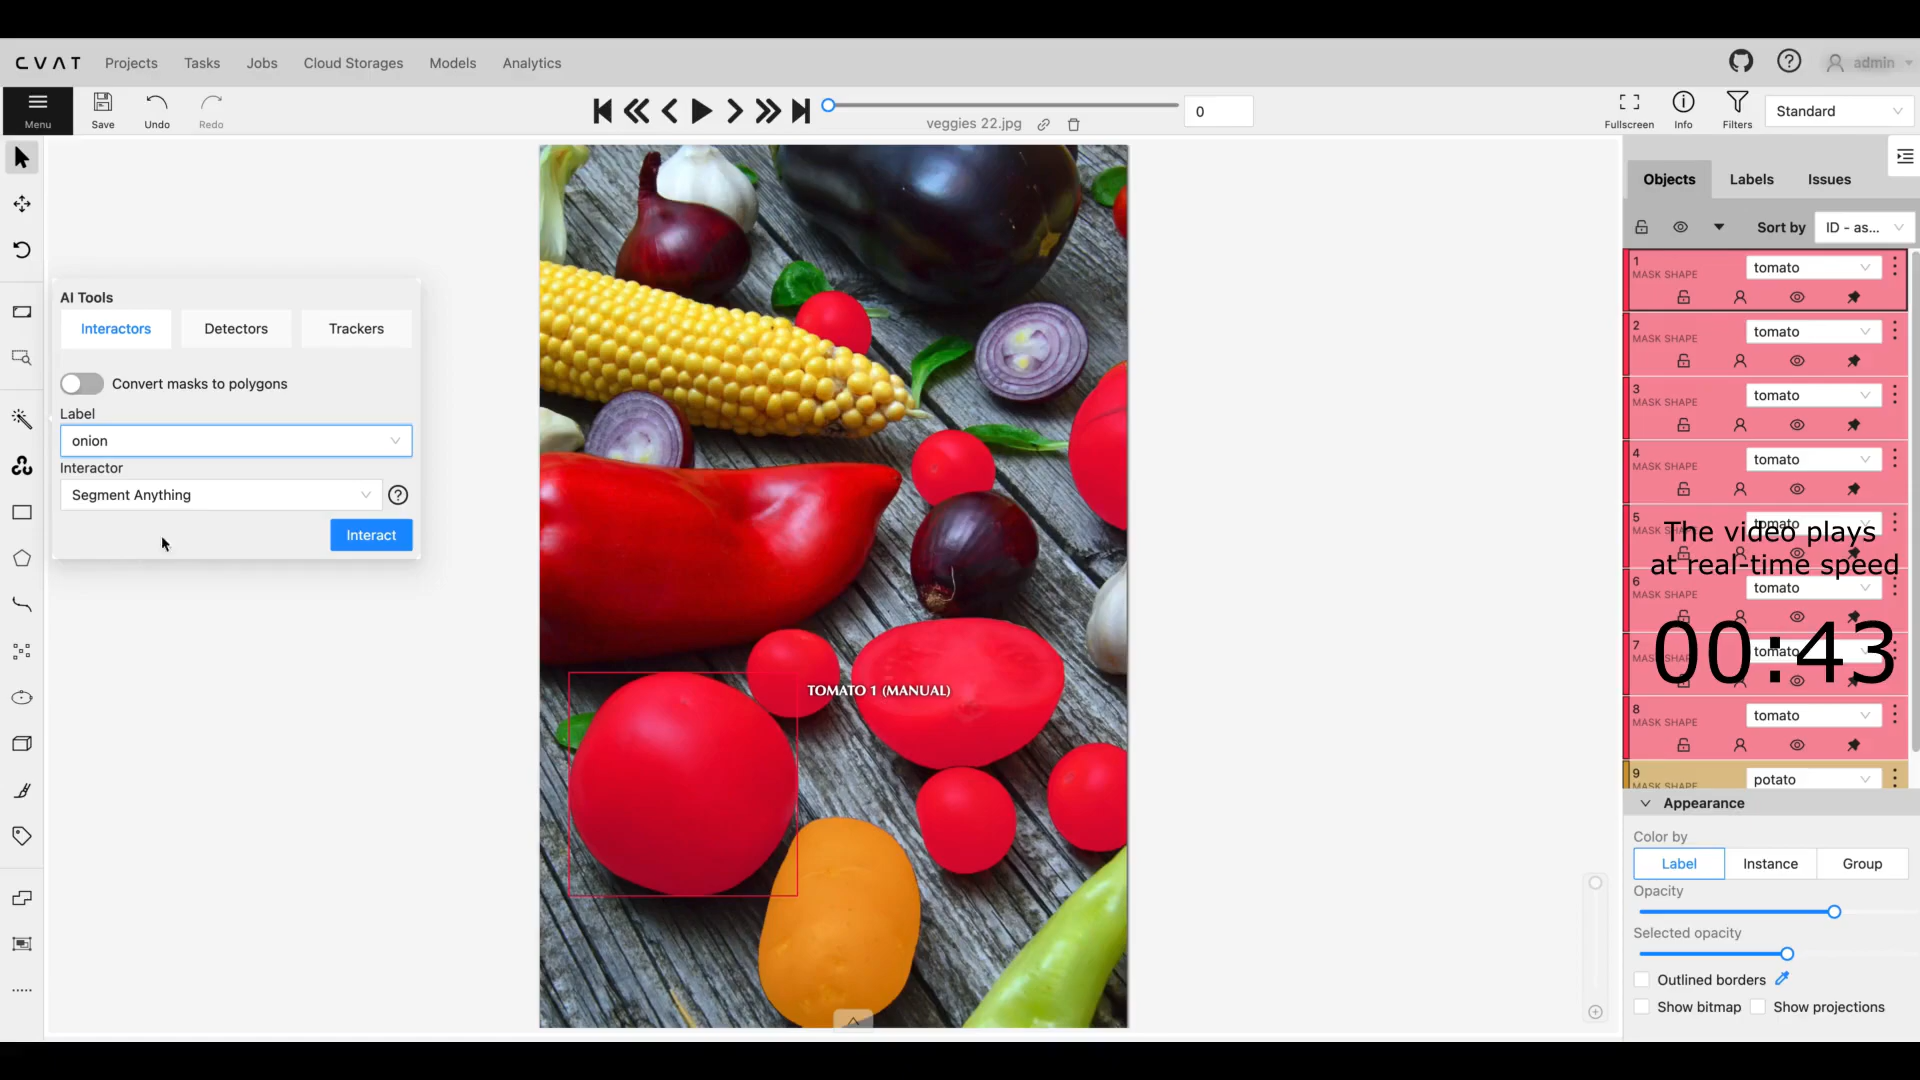 CVAT Projects Tasks Jobs Cloud Storages Models Analytics admin
Menu Save Undo Redo
veggies 22.jpg
0
Fullscreen Info Filters Standard
Objects Labels Issues
Sort by ID - as...
AI Tools
Interactors Detectors Trackers
Convert masks to polygons
Label
onion
Interactor
Segment Anything
Interact
TOMATO 1 (MANUAL)
1 tomato
MASK SHAPE
2 tomato
MASK SHAPE
3 tomato
MASK SHAPE
4 tomato
MASK SHAPE
5 tomato
MASK SHAPE
The video plays
at real-time speed
6 tomato
MASK SHAPE
00:43
7 tomato
MASK SHAPE
8 tomato
MASK SHAPE
9 potato
MASK SHAPE
Appearance
Color by
Label Instance Group
Opacity
Selected opacity
Outlined borders
Show bitmap Show projections